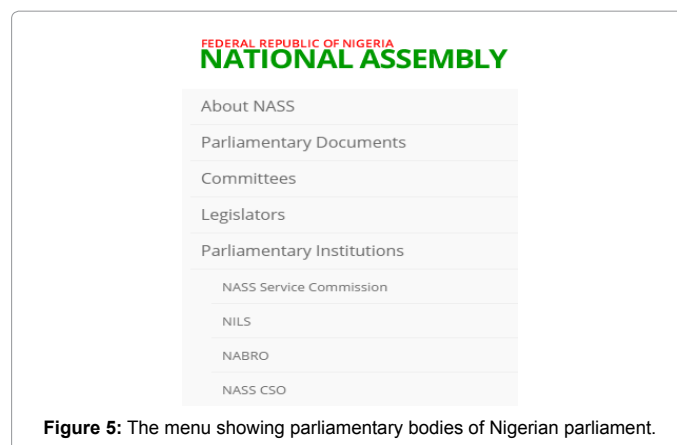 FEDERAL REPUBLIC OF NIGERIA
NATIONAL ASSEMBLY
About NASS
Parliamentary Documents
Committees
Legislators
Parliamentary Institutions
NASS Service Commission
NILS
NABRO
NASS CSO
Figure 5: The menu showing parliamentary bodies of Nigerian parliament.